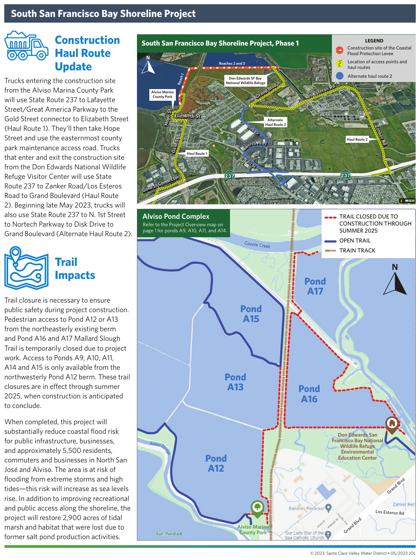 South San Francisco Bay Shoreline Project
Construction
Haul Route
Update
Trucks entering the construction site
from the Alviso Marina County Park
will use State Route 237 to Lafayette
Street/Great America Parkway to the
Gold Street connector to Elizabeth Street
(Haul Route 1). They'll then take Hope
Street and use the easternmost county
park maintenance access road. Trucks
that enter and exit the construction site
from the Don Edwards National Wildlife
Refuge Visitor Center will use State
Route 237 to Zanker Road/Los Esteros
Road to Grand Boulevard (Haul Route
2). Beginning late May 2023, trucks will
also use State Route 237 to N. 1st Street
to Nortech Parkway to Disk Drive to
Grand Boulevard (Alternate Haul Route 2).
Trail
Impacts
Trail closure is necessary to ensure
public safety during project construction.
Pedestrian access to Pond A12 or A13
from the northeasterly existing berm
and Pond A16 and A17 Mallard Slough
Trail is temporarily closed due to project
work. Access to Ponds A9, A10, A11,
A14 and A15 is only available from the
northwesterly Pond A12 berm. These trail
closures are in effect through summer
2025, when construction is anticipated
to conclude.
When completed, this project will
substantially reduce coastal flood risk
for public infrastructure, businesses,
and approximately 5,500 residents,
commuters and businesses in North San
José and Alviso. The area is at risk of
flooding from extreme storms and high
tides—this risk will increase as sea levels
rise. In addition to improving recreational
and public access along the shoreline, the
project will restore 2,900 acres of tidal
marsh and habitat that were lost due to
former salt pond production activities.
South San Francisco Bay Shoreline Project, Phase 1
LEGEND
Construction site of the Coastal
Flood Protection Levee
Location of access points and
haul routes
Alternate haul route 2
N
Reaches 2 and 3
Reach 1
Don Edwards SF Bay
National Wildlife Refuge
Alviso Marina
County Park
Elizabeth St
Alternate
Haul Route 2
Haul Route 1
Haul Route 2
237
237
Alviso Pond Complex
Refer to the Project Overview map on
page 1 for ponds A9, A10, A11, and A14.
TRAIL CLOSED DUE TO
CONSTRUCTION THROUGH
SUMMER 2025
OPEN TRAIL
TRAIN TRACK
N
Coyote Creek
Pond
A17
Pond
A15
Pond
A13
Pond
A16
Pond
A12
Don Edwards San
Francisco Bay National
Wildlife Refuge
Environmental
Education Center
Alviso Marina
County Park
Our Lady Star of the
Sea Catholic Church
Grand Blvd
Grand Blvd
Los Esteros Rd
© 2023, Santa Clara Valley Water District • 05/2023 JOL